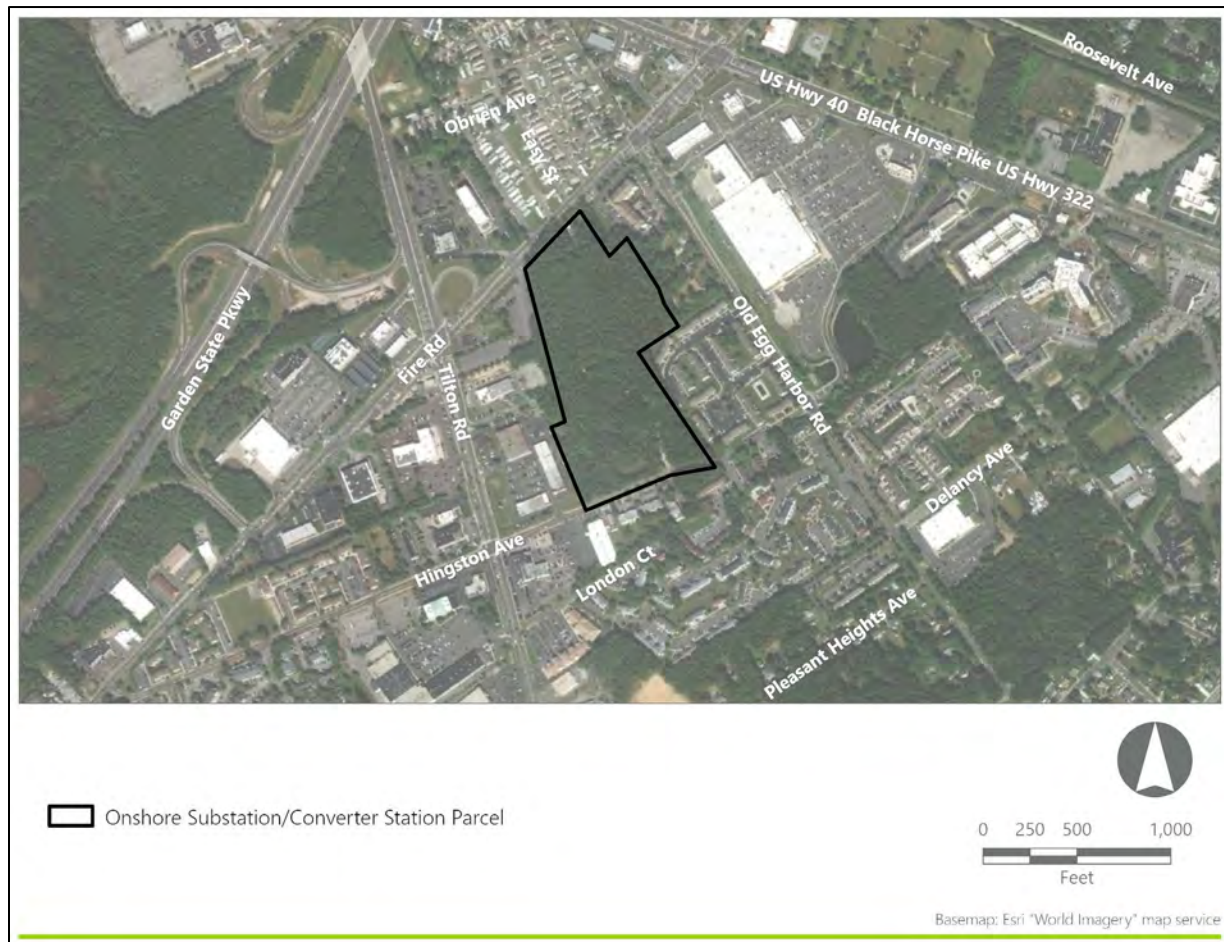 Roosevelt Ave
US Hwy 40 Black Horse Pike US Hwy 322
Obrien Ave
Easy St
Garden State Pkwy
Fire Rd
Tilton Rd
Old Egg Harbor Rd
Delancy Ave
Hingston Ave
London Ct
Pleasant Heights Ave
Onshore Substation/Converter Station Parcel
0 250 500 1,000
Feet
Basemap: Esri "World Imagery" map service